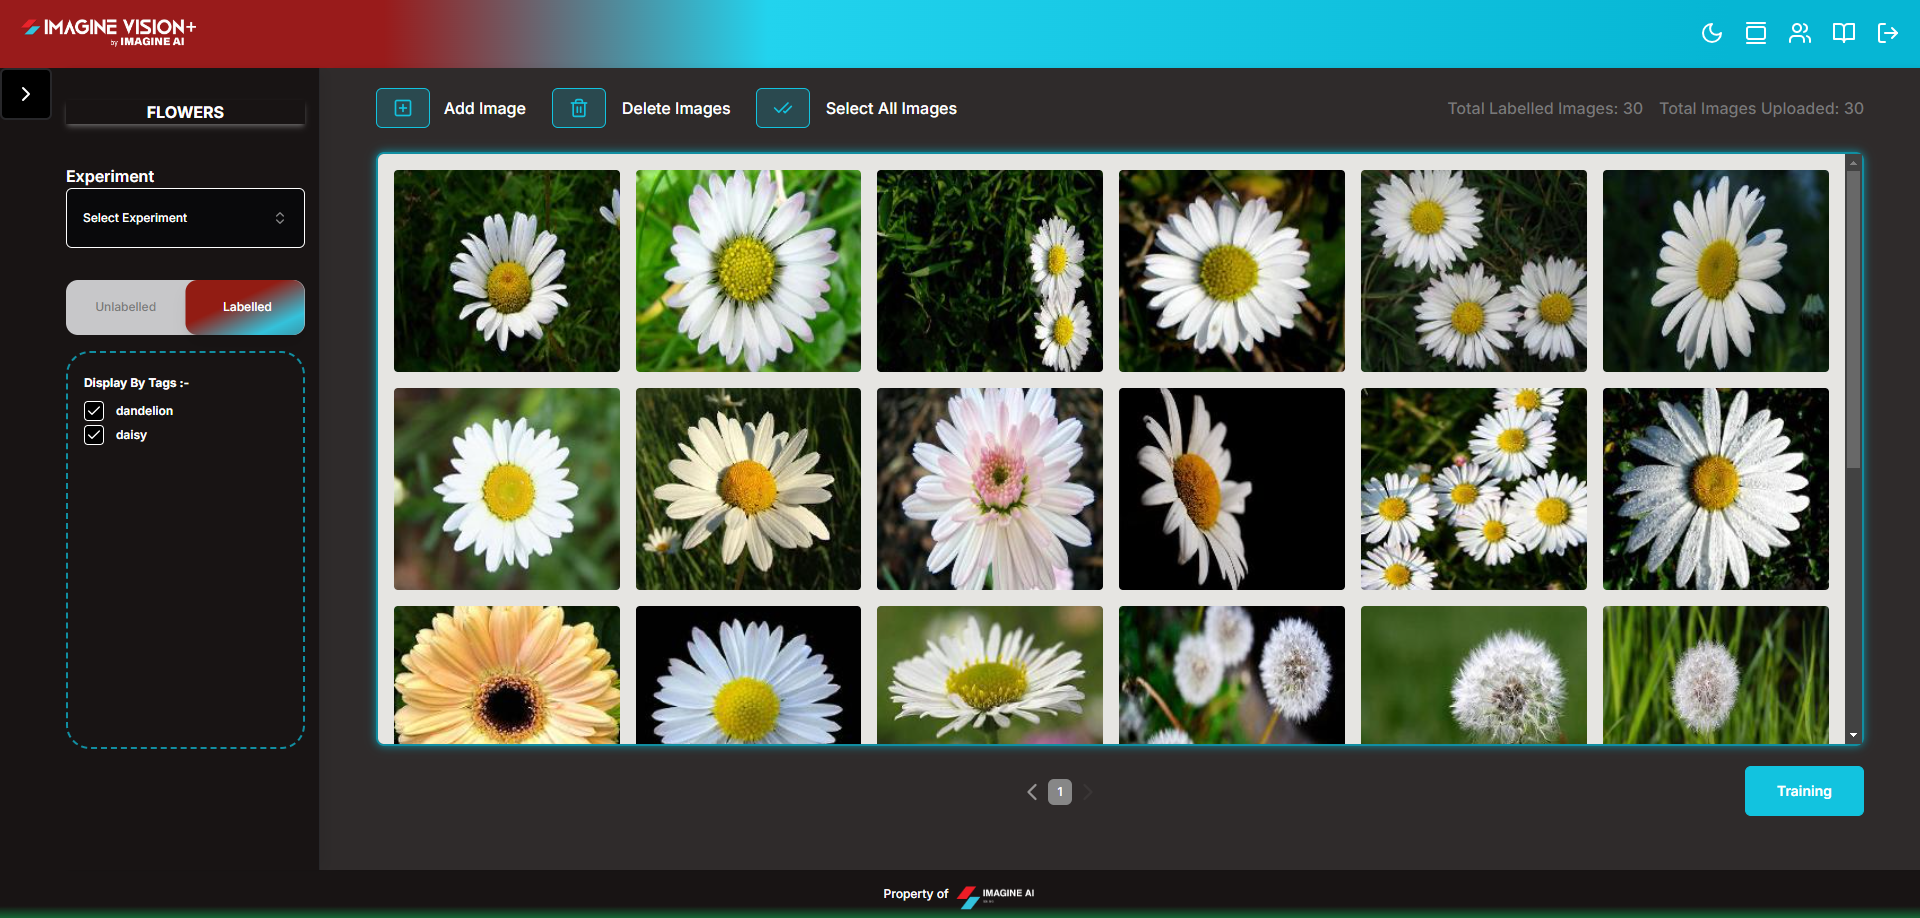 IMAGINE VISION+
by IMAGINE AI
FLOWERS
Add Image
Delete Images
Select All Images
Total Labelled Images: 30
Total Images Uploaded: 30
Experiment
Select Experiment
Unlabelled
Labelled
Display By Tags :-
dandelion
daisy
1
Training
Property of
IMAGINE AI